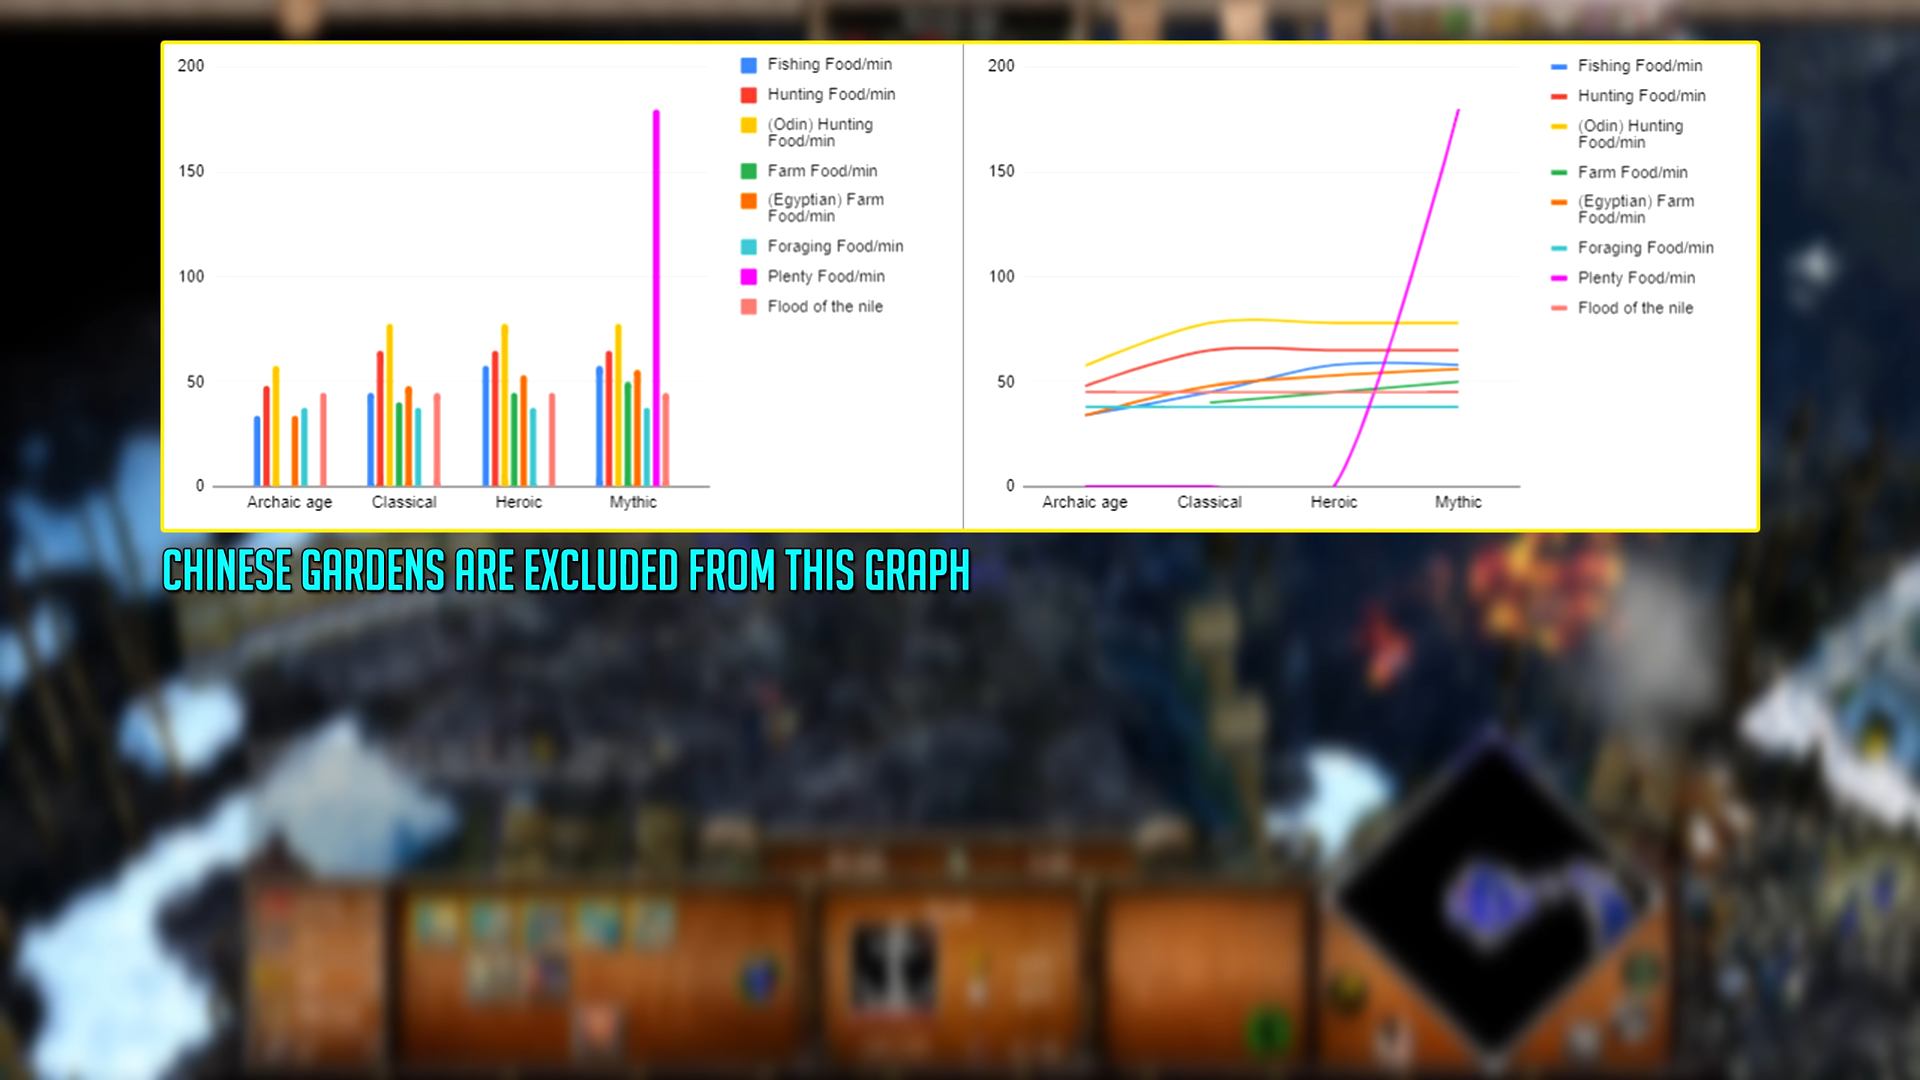 200
150
100
50
0
Archaic age
Classical
Heroic
Mythic
Fishing Food/min
Hunting Food/min
(Odin) Hunting
Food/min
Farm Food/min
(Egyptian) Farm
Food/min
Foraging Food/min
Plenty Food/min
Flood of the nile
200
150
100
50
0
Archaic age
Classical
Heroic
Mythic
Fishing Food/min
Hunting Food/min
(Odin) Hunting
Food/min
Farm Food/min
(Egyptian) Farm
Food/min
Foraging Food/min
Plenty Food/min
Flood of the nile
CHINESE GARDENS ARE EXCLUDED FROM THIS GRAPH